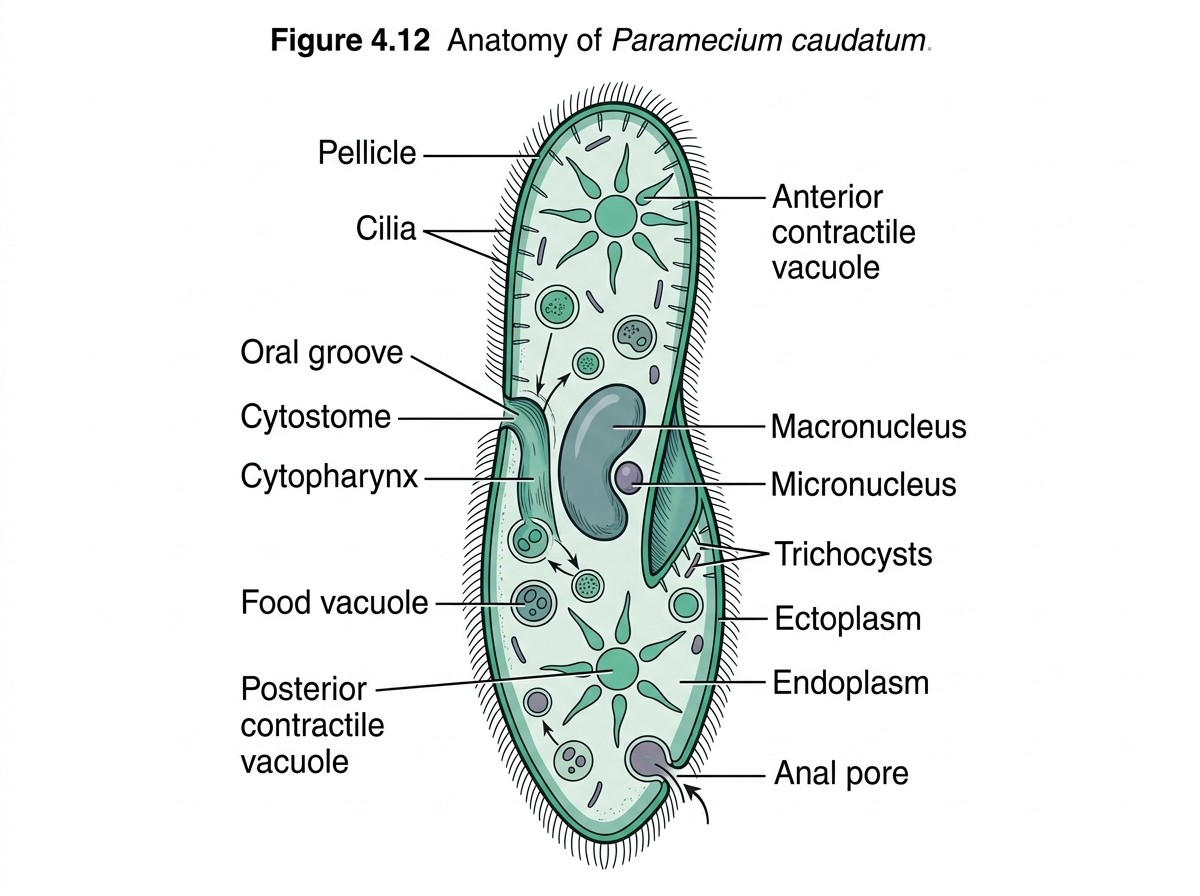 Figure 4.12 Anatomy of Paramecium caudatum.
Pellicle
Cilia
Oral groove
Cytostome
Cytopharynx
Food vacuole
Posterior
contractile
vacuole
Anterior
contractile
vacuole
Macronucleus
Micronucleus
Trichocysts
Ectoplasm
Endoplasm
Anal pore